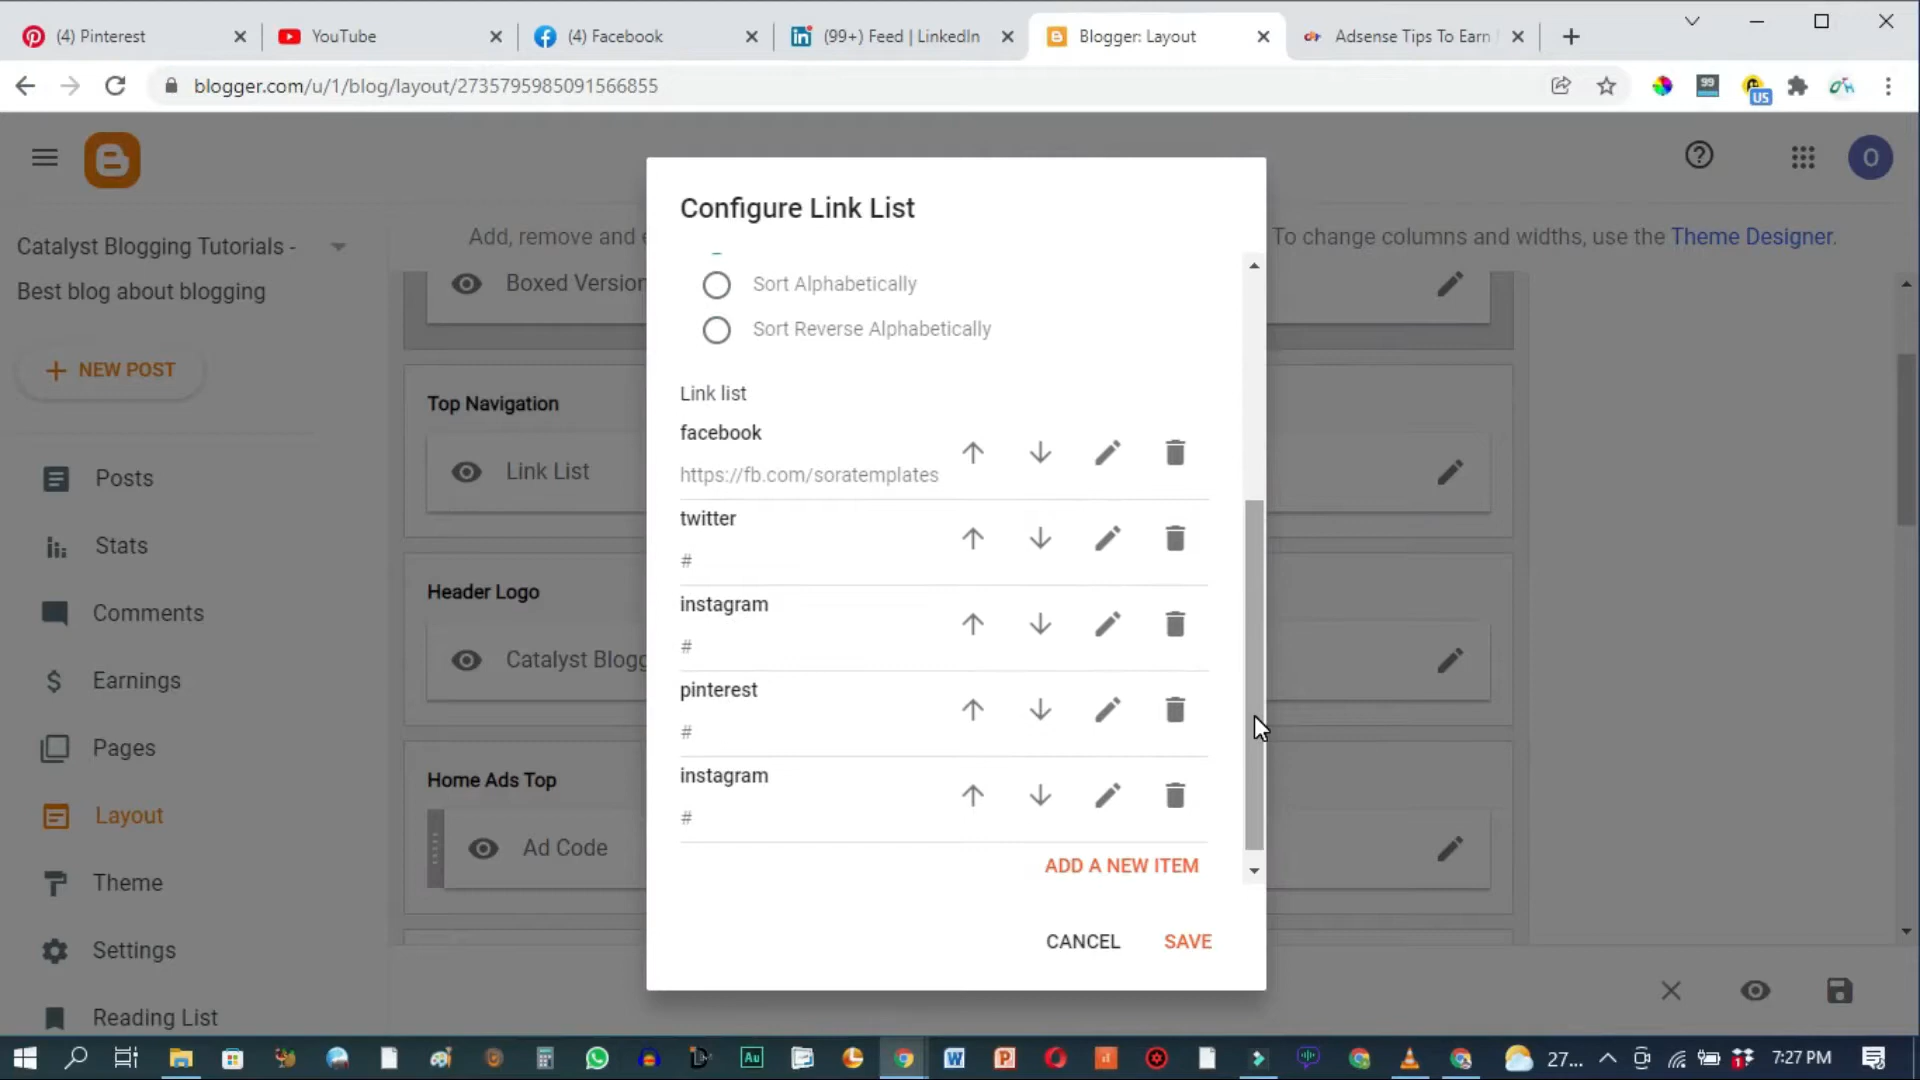 (4) Pinterest
YouTube
(4) Facebook
(99+) Feed | LinkedIn
Blogger: Layout
Adsense Tips To Earn
blogger.com/u/1/blog/layout/2735795985091566855
99
US
O
Catalyst Blogging Tutorials -
Best blog about blogging
NEW POST
Posts
Stats
Comments
Earnings
Pages
Layout
Theme
Settings
Reading List
Add, remove and
To change columns and widths, use the Theme Designer.
Boxed Version
Top Navigation
Link List
Header Logo
Catalyst Blogg
Home Ads Top
Ad Code
Configure Link List
Sort Alphabetically
Sort Reverse Alphabetically
Link list
facebook
https://fb.com/soratemplates
twitter
#
instagram
#
pinterest
#
instagram
#
ADD A NEW ITEM
CANCEL
SAVE
27...
7:27 PM